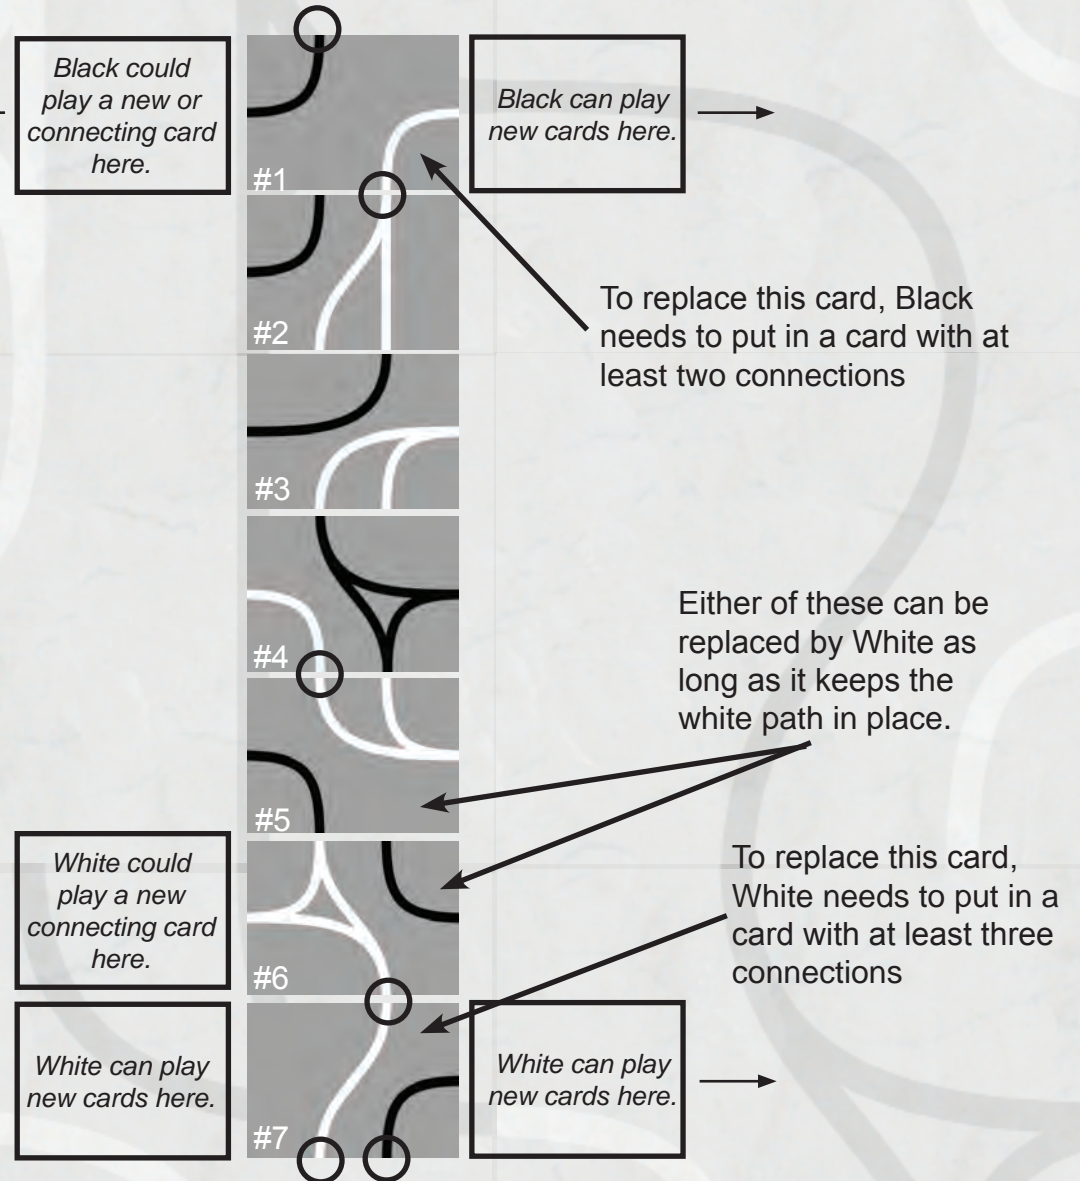 Black could
play a new or
connecting card
here.
#1
Black can play
new cards here.
#2
To replace this card, Black
needs to put in a card with at
least two connections
#3
#4
Either of these can be
replaced by White as
long as it keeps the
white path in place.
#5
White could
play a new
connecting card
here.
#6
To replace this card,
White needs to put in a
card with at least three
connections
White can play
new cards here.
#7
White can play
new cards here.